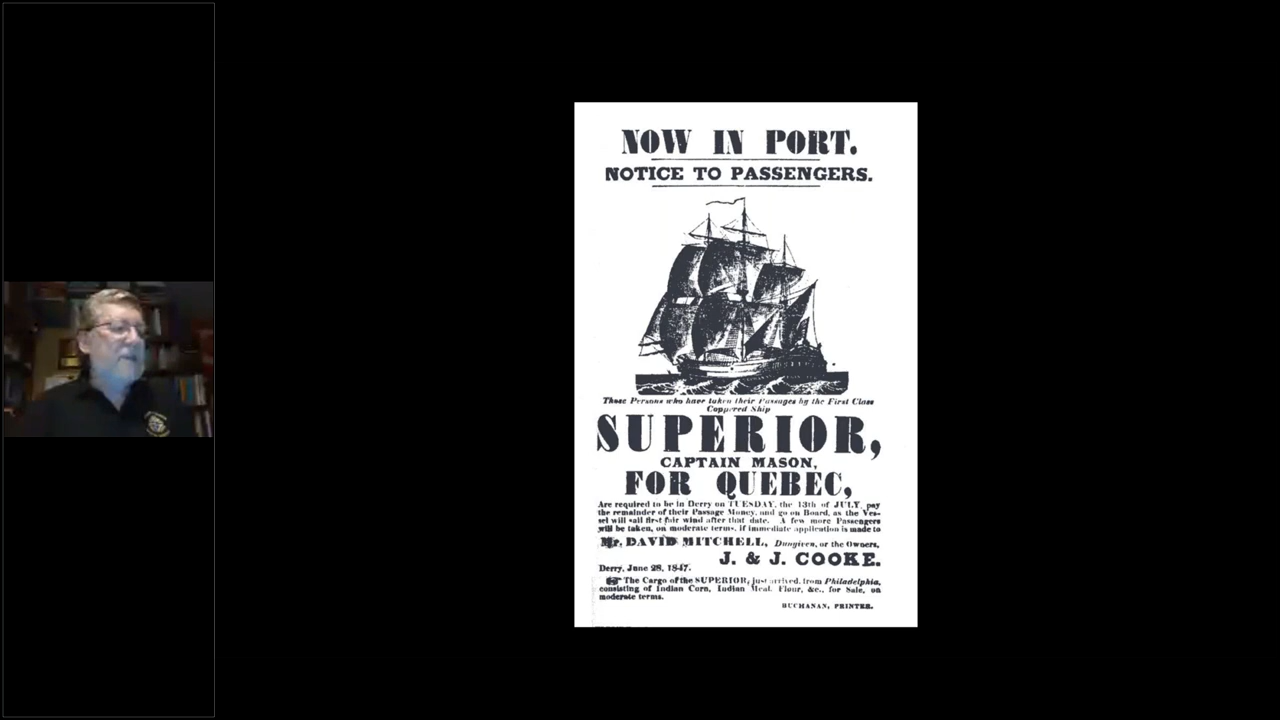 NOW IN PORT.
NOTICE TO PASSENGERS.
Those Persons who have taken their Passages by the First Class
Coppered Ship
SUPERIOR,
CAPTAIN MASON,
FOR QUEBEC,
Are required to be in Derry on TUESDAY, the 13th of JULY, pay
the remainder of their Passage Money, and go on Board, as the Ves-
sel will sail first fair wind after that date. A few more Passengers
will be taken, on moderate terms, if immediate application is made to
Mr. DAVID MITCHELL, Dungiven, or the Owners,
J. & J. COOKE.
Derry, June 28, 1847.
The Cargo of the SUPERIOR, just arrived, from Philadelphia,
consisting of Indian Corn, Indian Meal, Flour, &c., for Sale, on
moderate terms.
BUCHANAN, PRINTER.